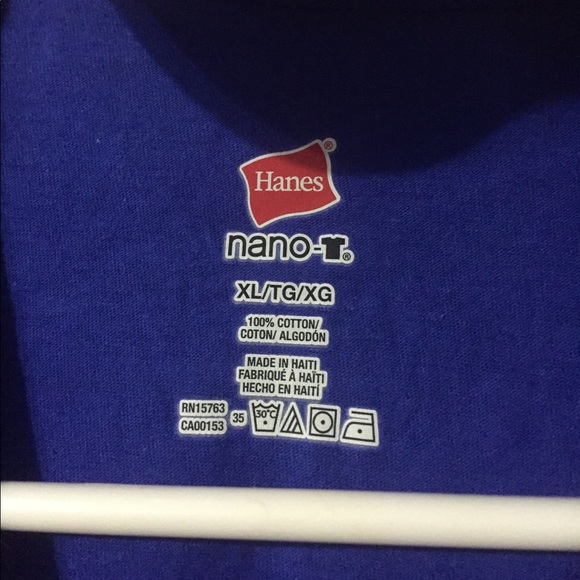 Hanes®
nano-T®
XL/TG/XG
100% COTTON/
COTON/ ALGODÓN
MADE IN HAITI
FABRIQUÉ À HAÏTI
HECHO EN HAITÍ
RN15763
CA00153
35
30°C